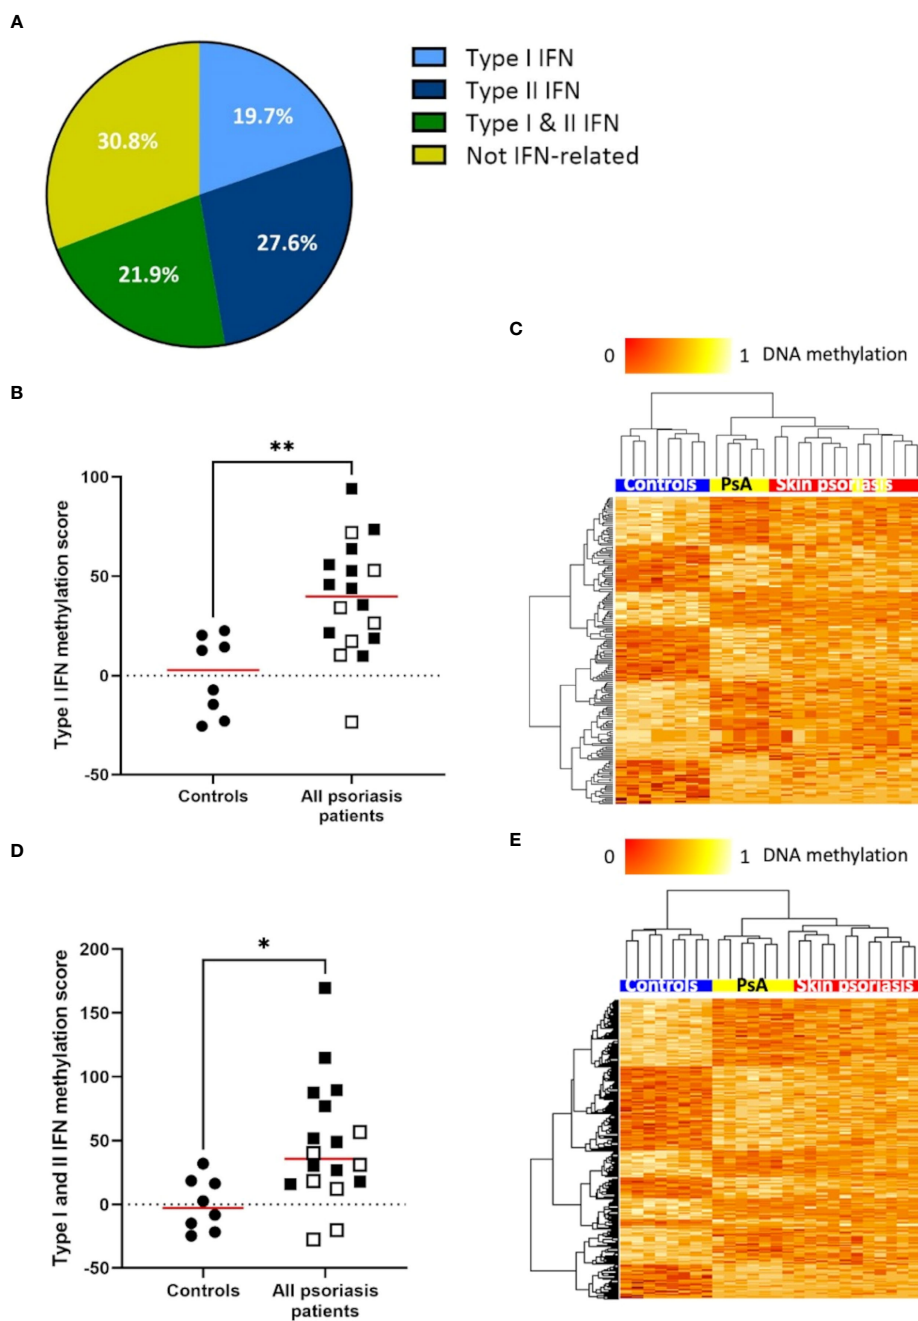 A
Type I IFN
Type II IFN
Type I & II IFN
Not IFN-related
19.7%
30.8%
27.6%
21.9%
C
0
1 DNA methylation
Controls PsA Skin psoriasis
B
**
Type I IFN methylation score
100
50
0
-50
Controls
All psoriasis
patients
E
0
1 DNA methylation
Controls PsA Skin psoriasis
D
*
Type I and II IFN methylation score
200
150
100
50
0
-50
Controls
All psoriasis
patients